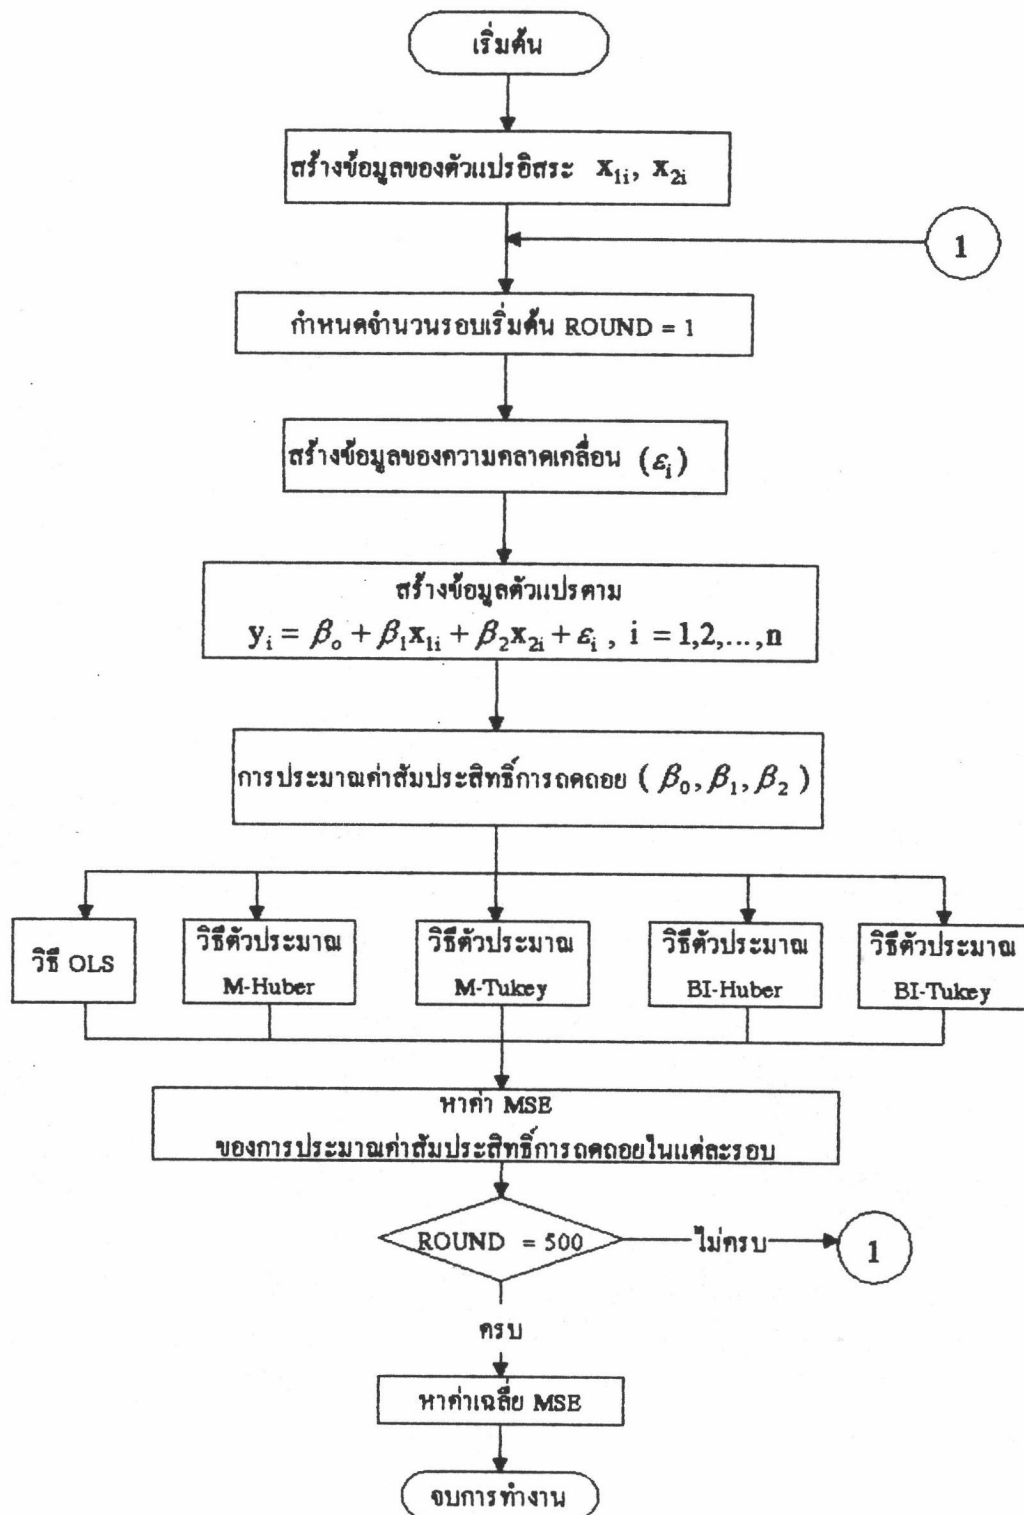 เริ่มต้น
สร้างข้อมูลของตัวแปรอิสระ x₁ᵢ, x₂ᵢ
1
กำหนดจำนวนรอบเริ่มต้น ROUND = 1
สร้างข้อมูลของความคลาดเคลื่อน (εᵢ)
สร้างข้อมูลตัวแปรตาม
yᵢ = βₒ + β₁x₁ᵢ + β₂x₂ᵢ + εᵢ , i = 1,2,...,n
การประมาณค่าสัมประสิทธิ์การถดถอย ( β₀, β₁, β₂ )
วิธี OLS
วิธีตัวประมาณ
M-Huber
วิธีตัวประมาณ
M-Tukey
วิธีตัวประมาณ
BI-Huber
วิธีตัวประมาณ
BI-Tukey
หาค่า MSE
ของการประมาณค่าสัมประสิทธิ์การถดถอยในแต่ละรอบ
ROUND = 500
ไม่ครบ
1
ครบ
หาค่าเฉลี่ย MSE
จบการทำงาน